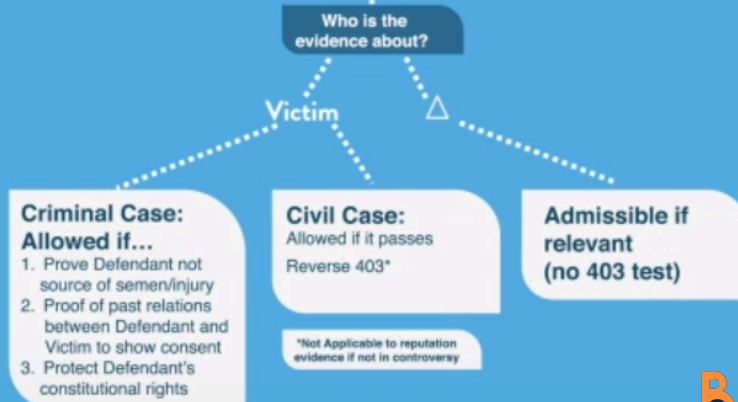 Who is the
evidence about?
Victim
Δ
Criminal Case:
Allowed if...
1. Prove Defendant not
source of semen/injury
2. Proof of past relations
between Defendant and
Victim to show consent
3. Protect Defendant's
constitutional rights
Civil Case:
Allowed if it passes
Reverse 403*
*Not Applicable to reputation
evidence if not in controversy
Admissible if
relevant
(no 403 test)
B